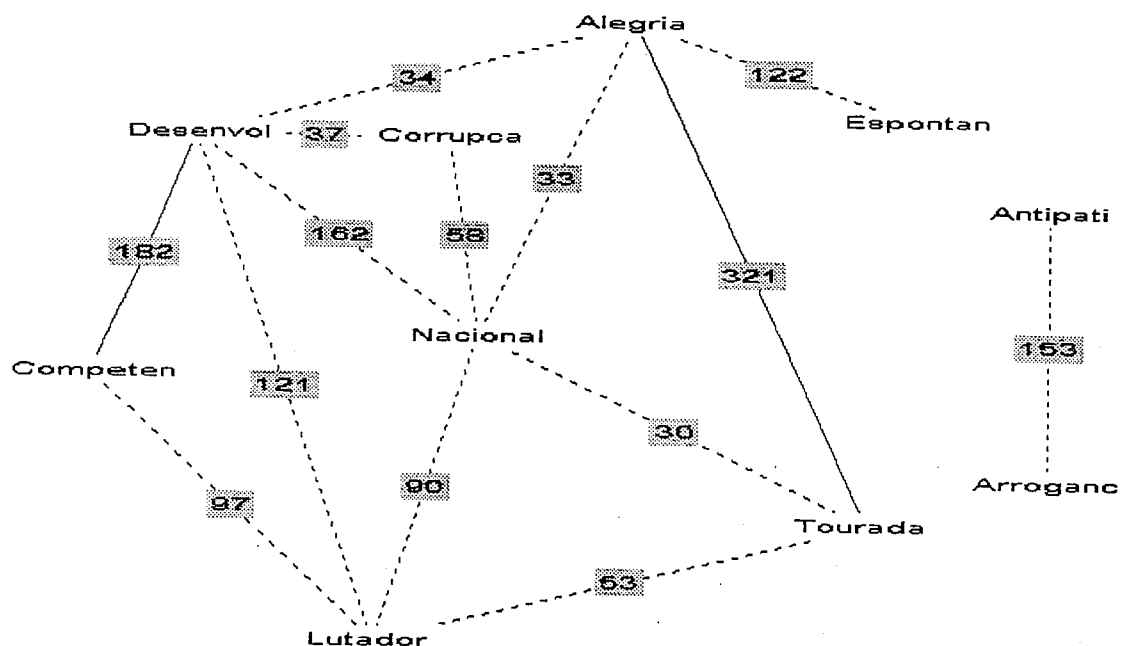 Alegria
34
122
Desenvol
37
Corrupca
Espontan
33
Antipati
182
162
58
321
Nacional
153
Competen
121
30
90
Arroganc
97
Tourada
53
Lutador